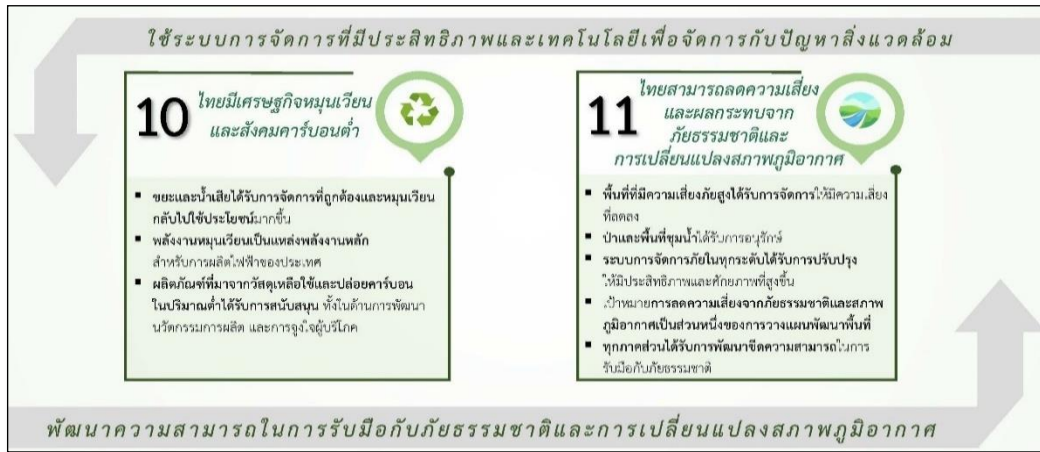 ใช้ระบบการจัดการที่มีประสิทธิภาพและเทคโนโลยีเพื่อจัดการกับปัญหาสิ่งแวดล้อม
10 ไทยมีเศรษฐกิจหมุนเวียน
และสังคมคาร์บอนต่ำ
▪ ขยะและน้ำเสียได้รับการจัดการที่ถูกต้องและหมุนเวียน
กลับไปใช้ประโยชน์มากขึ้น
▪ พลังงานหมุนเวียนเป็นแหล่งพลังงานหลัก
สำหรับการผลิตไฟฟ้าของประเทศ
▪ ผลิตภัณฑ์ที่มาจากวัสดุเหลือใช้และปล่อยคาร์บอน
ในปริมาณต่ำได้รับการสนับสนุน ทั้งในด้านการพัฒนา
นวัตกรรมการผลิต และการจูงใจผู้บริโภค
11 ไทยสามารถลดความเสี่ยง
และผลกระทบจาก
ภัยธรรมชาติและ
การเปลี่ยนแปลงสภาพภูมิอากาศ
▪ พื้นที่ที่มีความเสี่ยงภัยสูงได้รับการจัดการให้มีความเสี่ยง
ที่ลดลง
▪ ป่าและพื้นที่ชุมน้ำได้รับการอนุรักษ์
▪ ระบบการจัดการภัยในทุกระดับได้รับการปรับปรุง
ให้มีประสิทธิภาพและศักยภาพที่สูงขึ้น
▪ เป้าหมายการลดความเสี่ยงจากภัยธรรมชาติและสภาพ
ภูมิอากาศเป็นส่วนหนึ่งของการวางแผนพัฒนาพื้นที่
▪ ทุกภาคส่วนได้รับการพัฒนาขีดความสามารถในการ
รับมือกับภัยธรรมชาติ
พัฒนาความสามารถในการรับมือกับภัยธรรมชาติและการเปลี่ยนแปลงสภาพภูมิอากาศ